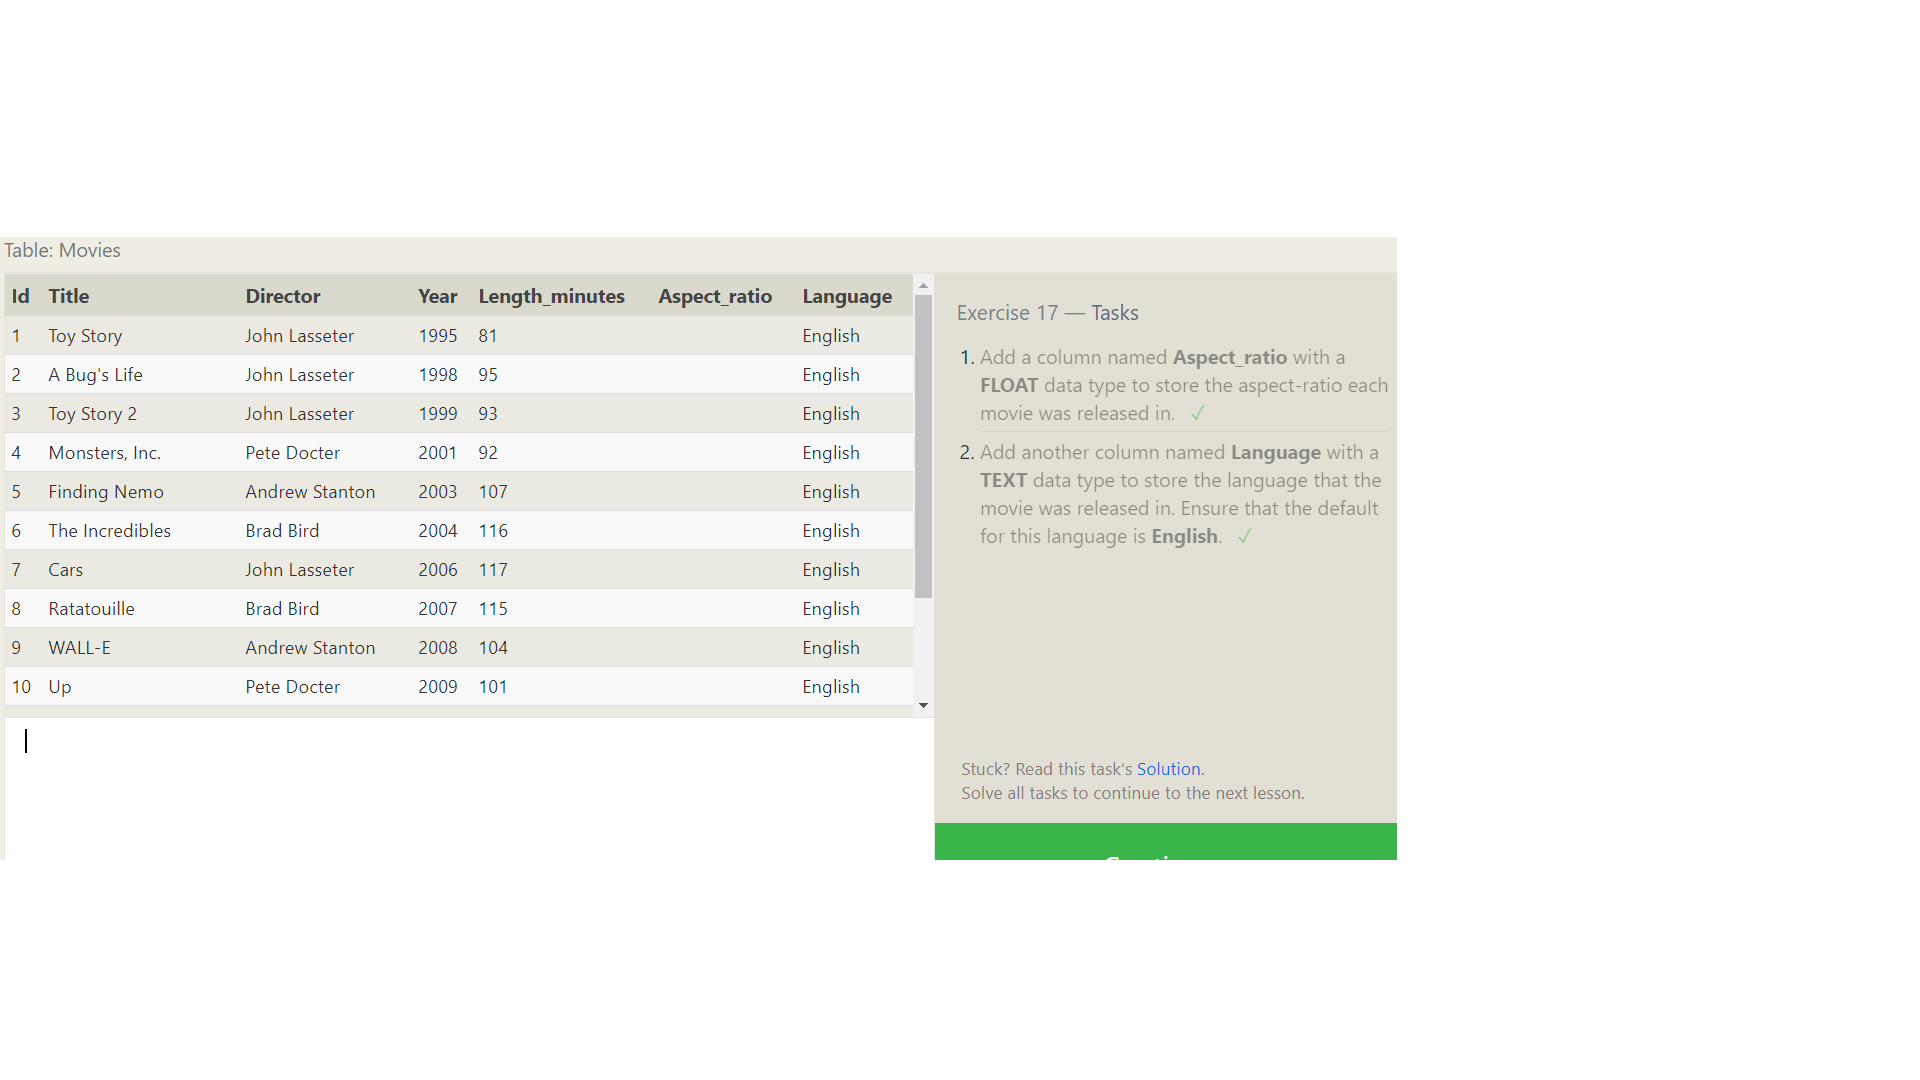 Table: Movies
Id Title Director Year Length_minutes Aspect_ratio Language
1 Toy Story John Lasseter 1995 81 English
2 A Bug's Life John Lasseter 1998 95 English
3 Toy Story 2 John Lasseter 1999 93 English
4 Monsters, Inc. Pete Docter 2001 92 English
5 Finding Nemo Andrew Stanton 2003 107 English
6 The Incredibles Brad Bird 2004 116 English
7 Cars John Lasseter 2006 117 English
8 Ratatouille Brad Bird 2007 115 English
9 WALL-E Andrew Stanton 2008 104 English
10 Up Pete Docter 2009 101 English
Exercise 17 — Tasks
1. Add a column named Aspect_ratio with a
FLOAT data type to store the aspect-ratio each
movie was released in. ✓
2. Add another column named Language with a
TEXT data type to store the language that the
movie was released in. Ensure that the default
for this language is English. ✓
Stuck? Read this task's Solution.
Solve all tasks to continue to the next lesson.